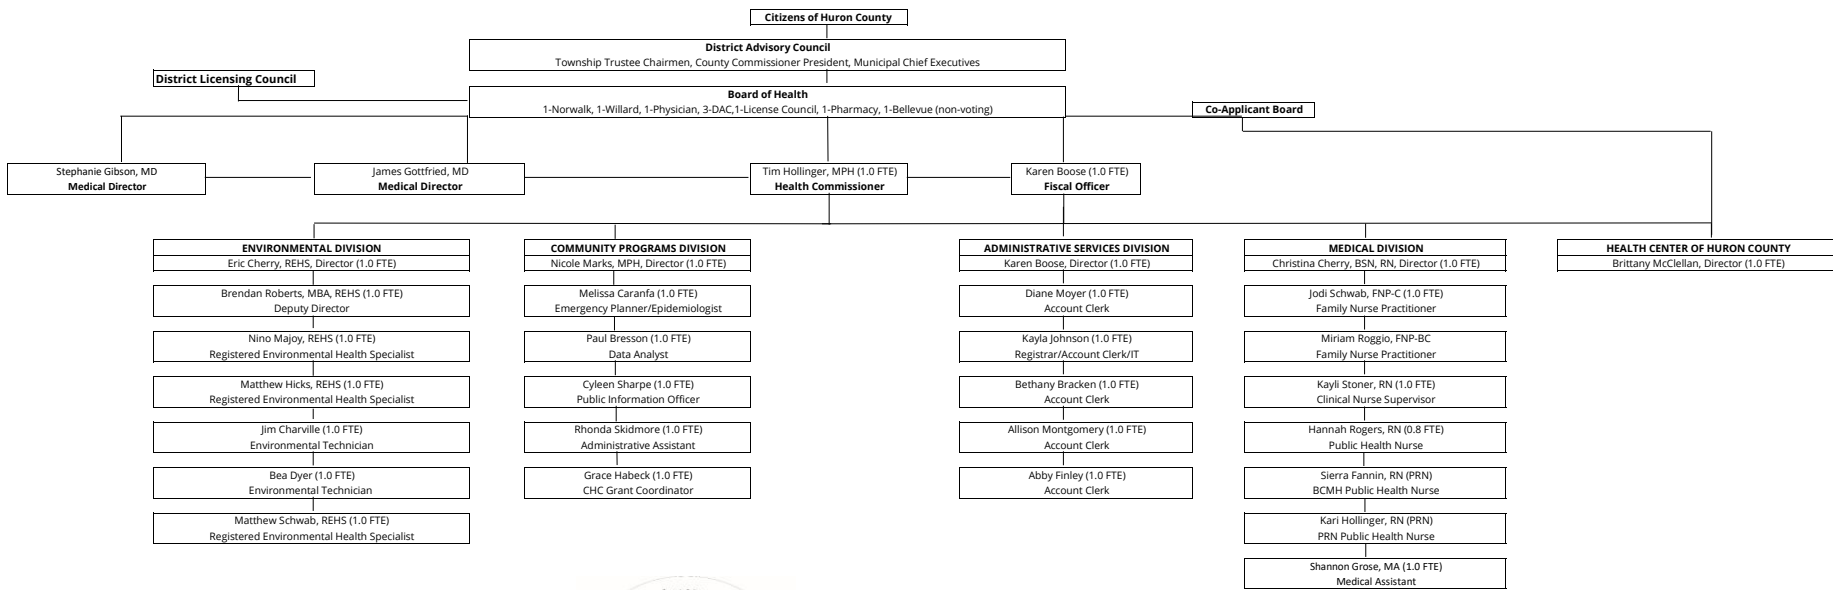 Citizens of Huron County
District Advisory Council
Township Trustee Chairmen, County Commissioner President, Municipal Chief Executives
District Licensing Council
Board of Health
1-Norwalk, 1-Willard, 1-Physician, 3-DAC,1-License Council, 1-Pharmacy, 1-Bellevue (non-voting)
Co-Applicant Board
Stephanie Gibson, MD
Medical Director
James Gottfried, MD
Medical Director
Tim Hollinger, MPH (1.0 FTE)
Health Commissioner
Karen Boose (1.0 FTE)
Fiscal Officer
ENVIRONMENTAL DIVISION
Eric Cherry, REHS, Director (1.0 FTE)
Brendan Roberts, MBA, REHS (1.0 FTE)
Deputy Director
Nino Majoy, REHS (1.0 FTE)
Registered Environmental Health Specialist
Matthew Hicks, REHS (1.0 FTE)
Registered Environmental Health Specialist
Jim Charville (1.0 FTE)
Environmental Technician
Bea Dyer (1.0 FTE)
Environmental Technician
Matthew Schwab, REHS (1.0 FTE)
Registered Environmental Health Specialist
COMMUNITY PROGRAMS DIVISION
Nicole Marks, MPH, Director (1.0 FTE)
Melissa Caranfa (1.0 FTE)
Emergency Planner/Epidemiologist
Paul Bresson (1.0 FTE)
Data Analyst
Cyleen Sharpe (1.0 FTE)
Public Information Officer
Rhonda Skidmore (1.0 FTE)
Administrative Assistant
Grace Habeck (1.0 FTE)
CHC Grant Coordinator
ADMINISTRATIVE SERVICES DIVISION
Karen Boose, Director (1.0 FTE)
Diane Moyer (1.0 FTE)
Account Clerk
Kayla Johnson (1.0 FTE)
Registrar/Account Clerk/IT
Bethany Bracken (1.0 FTE)
Account Clerk
Allison Montgomery (1.0 FTE)
Account Clerk
Abby Finley (1.0 FTE)
Account Clerk
MEDICAL DIVISION
Christina Cherry, BSN, RN, Director (1.0 FTE)
Jodi Schwab, FNP-C (1.0 FTE)
Family Nurse Practitioner
Miriam Roggio, FNP-BC
Family Nurse Practitioner
Kayli Stoner, RN (1.0 FTE)
Clinical Nurse Supervisor
Hannah Rogers, RN (0.8 FTE)
Public Health Nurse
Sierra Fannin, RN (PRN)
BCMH Public Health Nurse
Kari Hollinger, RN (PRN)
PRN Public Health Nurse
Shannon Grose, MA (1.0 FTE)
Medical Assistant
HEALTH CENTER OF HURON COUNTY
Brittany McClellan, Director (1.0 FTE)